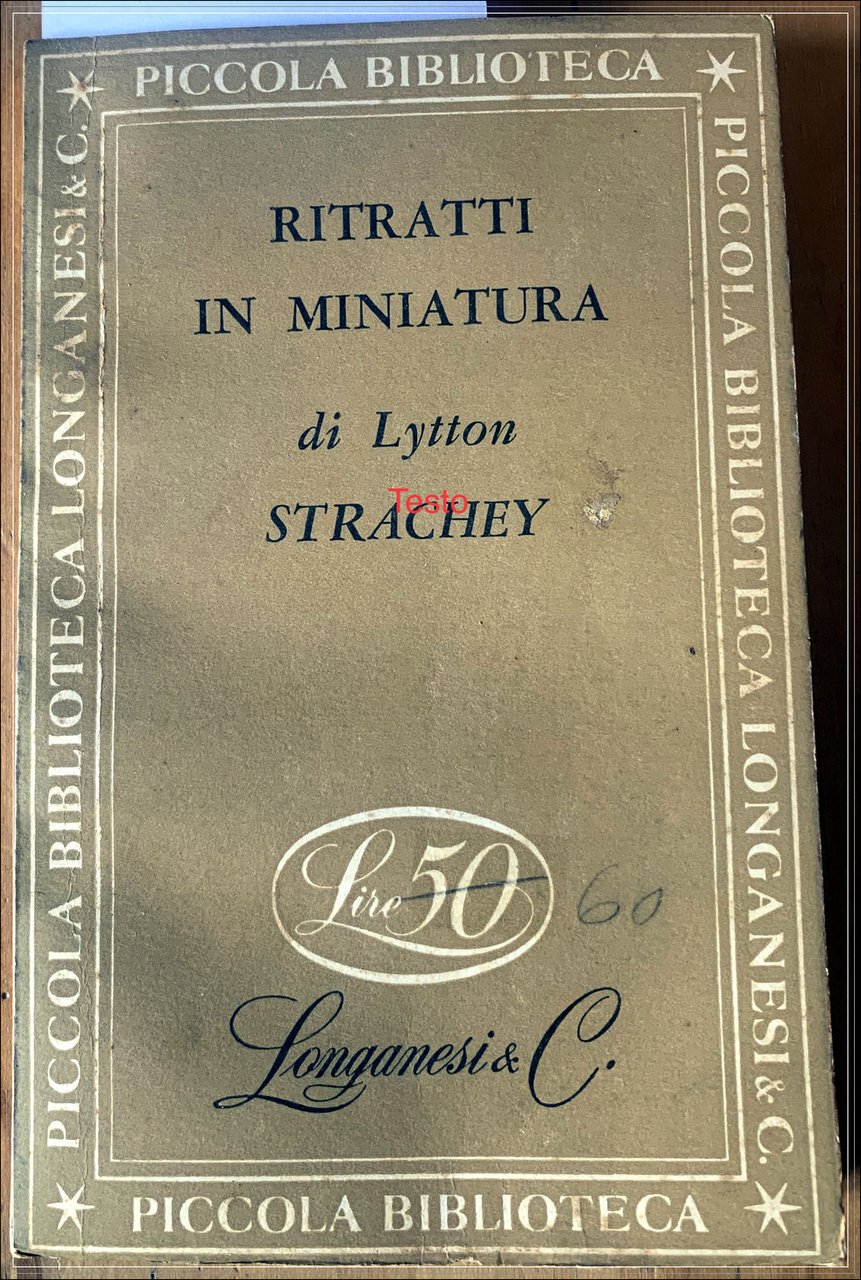 PICCOLA BIBLIOTECA
PICCOLA BIBLIOTECA LONGANESI & C.
PICCOLA BIBLIOTECA LONGANESI & C.
RITRATTI
IN MINIATURA
di Lytton
Testo
STRACHEY
Lire 50
60
Longanesi & C.
PICCOLA BIBLIOTECA